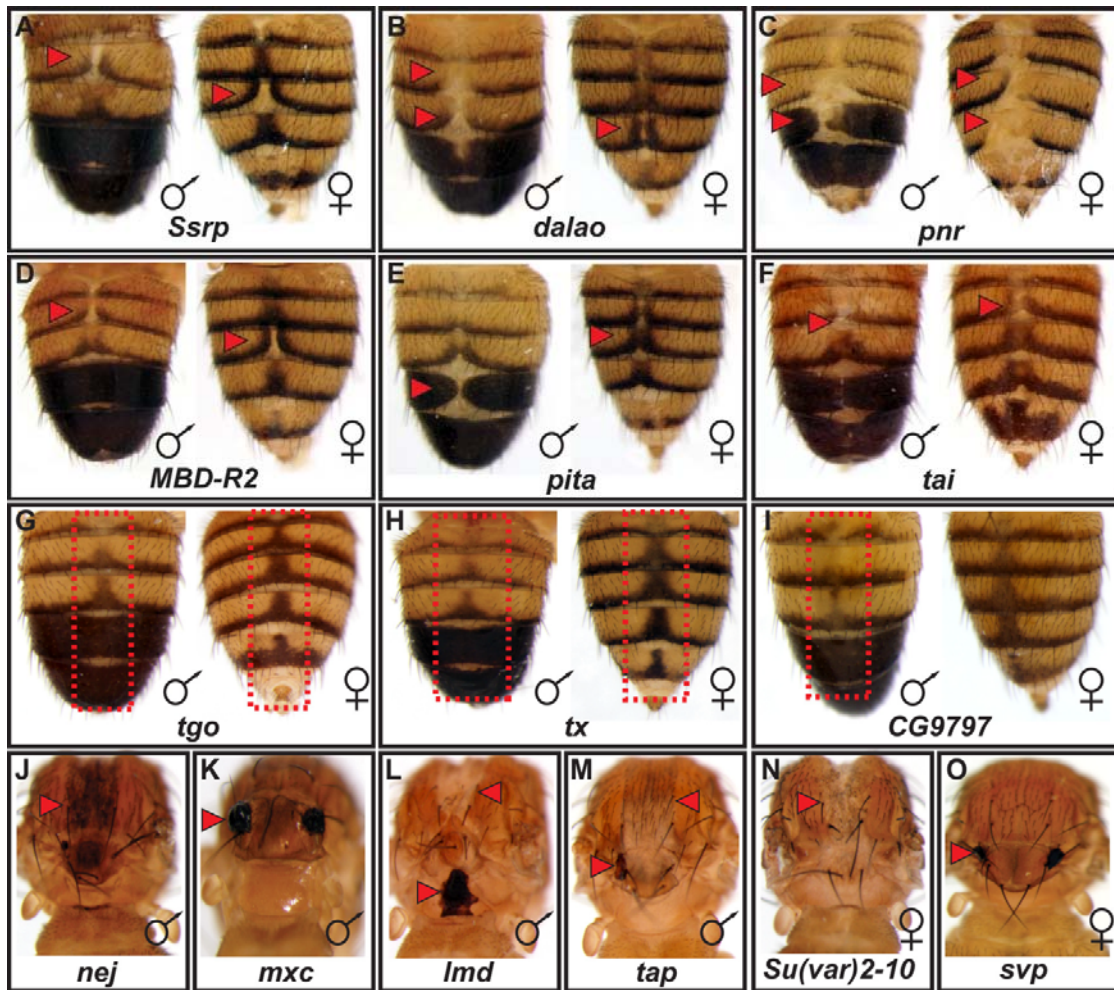 A
♂
♀
Ssrp
B
♂
♀
dalao
C
♂
♀
pnr
D
♂
♀
MBD-R2
E
♂
♀
pita
F
♂
♀
tai
G
♂
♀
tgo
H
♂
♀
tx
I
♂
♀
CG9797
J
♂
nej
K
♂
mxc
L
♂
lmd
M
♂
tap
N
♀
Su(var)2-10
O
♀
svp